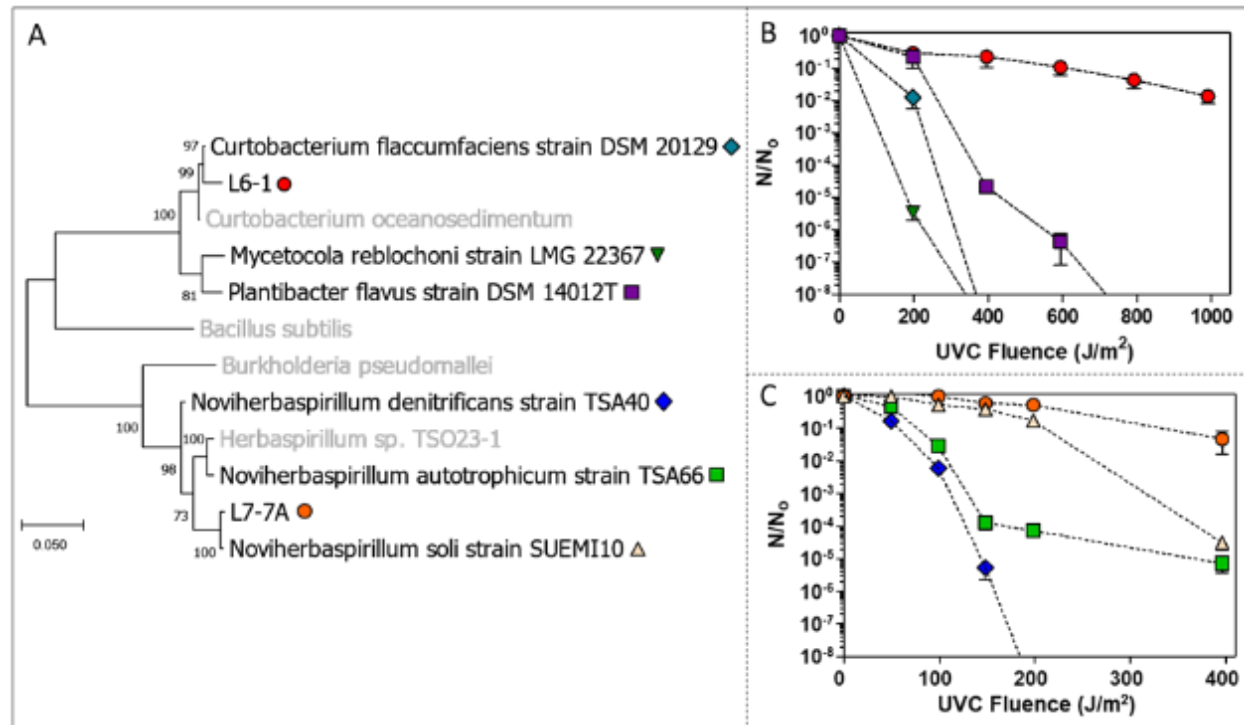 A
97
Curtobacterium flaccumfaciens strain DSM 20129
99
L6-1
100
Curtobacterium oceanosedimentum
Mycetocola reblochoni strain LMG 22367
81
Plantibacter flavus strain DSM 14012T
Bacillus subtilis
Burkholderia pseudomallei
100
Noviherbaspirillum denitrificans strain TSA40
100
Herbaspirillum sp. TSO23-1
98
Noviherbaspirillum autotrophicum strain TSA66
73
L7-7A
100
Noviherbaspirillum soli strain SUEMI10
0.050
B
N/N₀
10⁰
10⁻¹
10⁻²
10⁻³
10⁻⁴
10⁻⁵
10⁻⁶
10⁻⁷
10⁻⁸
0 200 400 600 800 1000
UVC Fluence (J/m²)
C
N/N₀
10⁰
10⁻¹
10⁻²
10⁻³
10⁻⁴
10⁻⁵
10⁻⁶
10⁻⁷
10⁻⁸
0 100 200 300 400
UVC Fluence (J/m²)